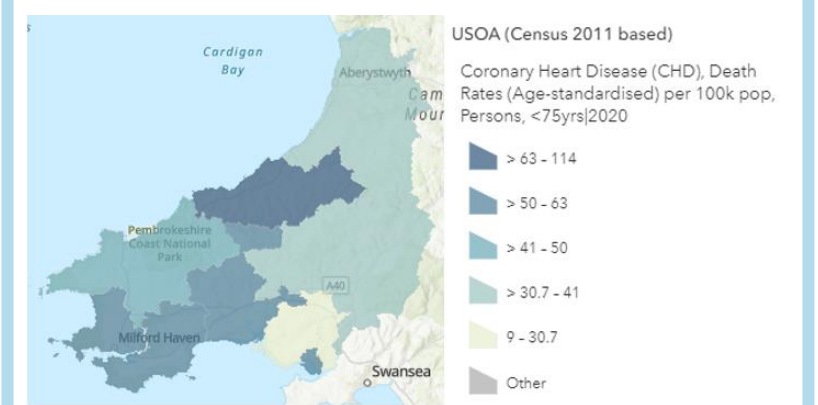 s
Cardigan
Bay
Aberystwyth
Cam
Mour
Pembrokeshire
Coast National
Park
A40
Milford Haven
Swansea
USOA (Census 2011 based)
Coronary Heart Disease (CHD), Death
Rates (Age-standardised) per 100k pop,
Persons, <75yrs|2020
> 63 - 114
> 50 - 63
> 41 - 50
> 30.7 - 41
9 - 30.7
Other